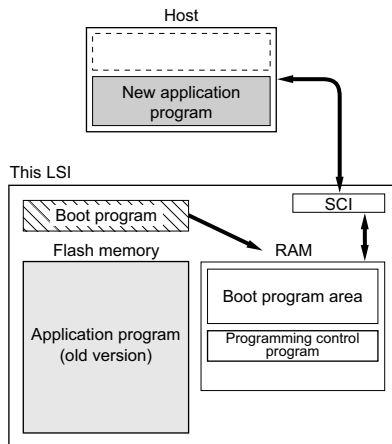 Host
New application
program
This LSI
SCI
Boot program
Flash memory
RAM
Boot program area
Application program
(old version)
Programming control
program